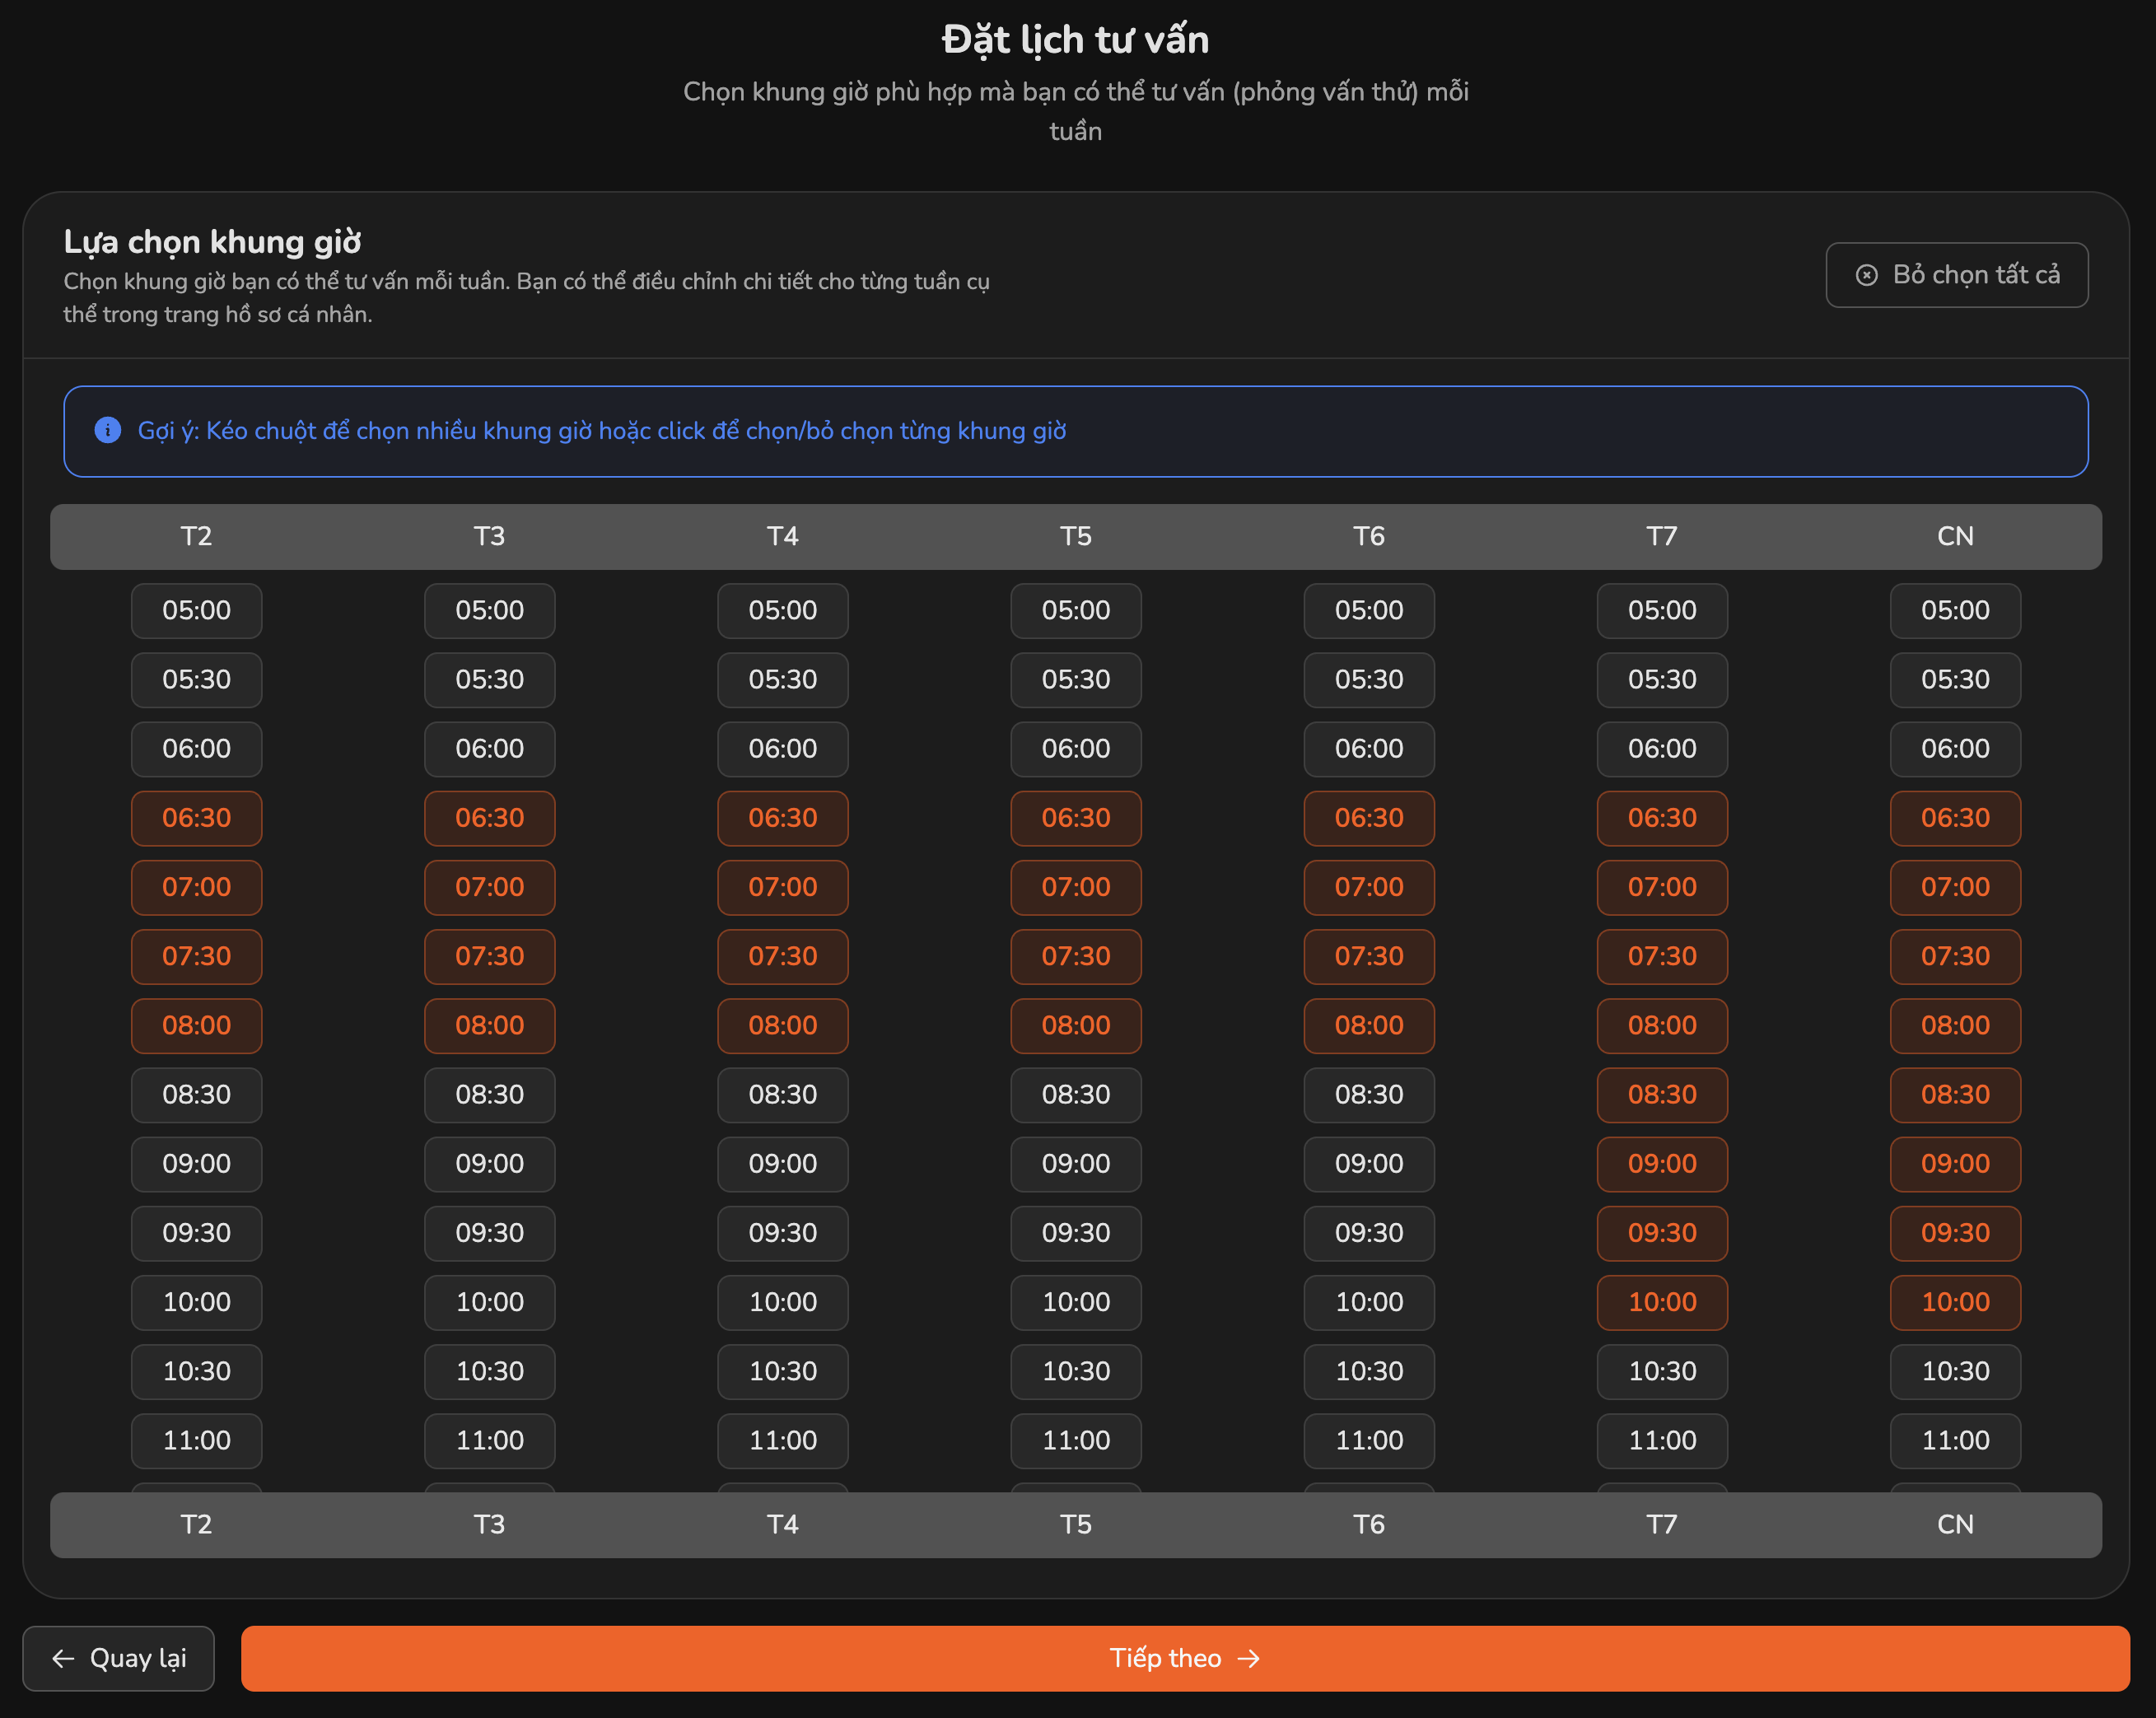 Đặt lịch tư vấn
Chọn khung giờ phù hợp mà bạn có thể tư vấn (phỏng vấn thử) mỗi
tuần
Lựa chọn khung giờ
Chọn khung giờ bạn có thể tư vấn mỗi tuần. Bạn có thể điều chỉnh chi tiết cho từng tuần cụ
thể trong trang hồ sơ cá nhân.
Bỏ chọn tất cả
Gợi ý: Kéo chuột để chọn nhiều khung giờ hoặc click để chọn/bỏ chọn từng khung giờ
T2 T3 T4 T5 T6 T7 CN
05:00 05:00 05:00 05:00 05:00 05:00 05:00
05:30 05:30 05:30 05:30 05:30 05:30 05:30
06:00 06:00 06:00 06:00 06:00 06:00 06:00
06:30 06:30 06:30 06:30 06:30 06:30 06:30
07:00 07:00 07:00 07:00 07:00 07:00 07:00
07:30 07:30 07:30 07:30 07:30 07:30 07:30
08:00 08:00 08:00 08:00 08:00 08:00 08:00
08:30 08:30 08:30 08:30 08:30 08:30 08:30
09:00 09:00 09:00 09:00 09:00 09:00 09:00
09:30 09:30 09:30 09:30 09:30 09:30 09:30
10:00 10:00 10:00 10:00 10:00 10:00 10:00
10:30 10:30 10:30 10:30 10:30 10:30 10:30
11:00 11:00 11:00 11:00 11:00 11:00 11:00
T2 T3 T4 T5 T6 T7 CN
← Quay lại
Tiếp theo →